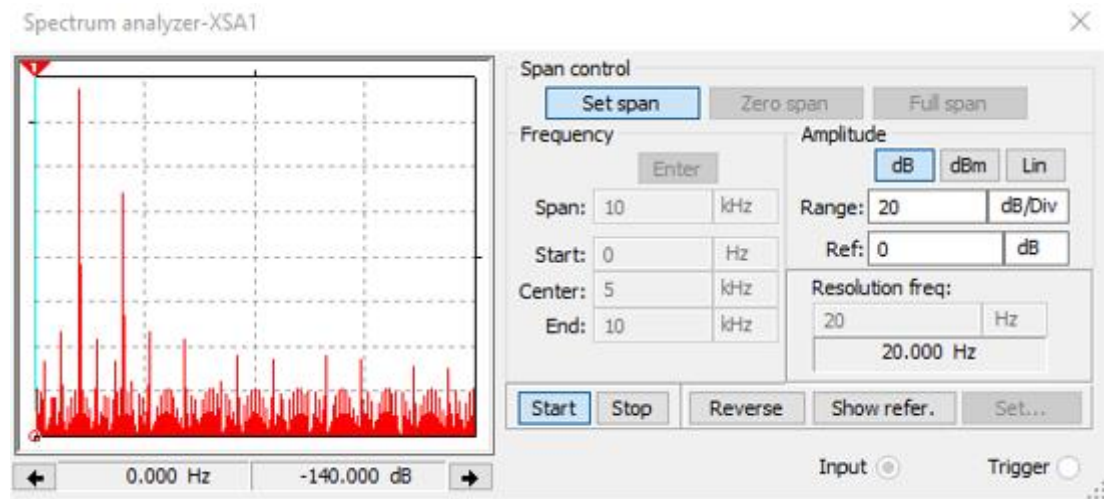 Spectrum analyzer-XSA1
1
Span control
Set span Zero span Full span
Frequency
Enter
Span: 10 kHz
Start: 0 Hz
Center: 5 kHz
End: 10 kHz
Amplitude
dB dBm Lin
Range: 20 dB/Div
Ref: 0 dB
Resolution freq:
20 Hz
20.000 Hz
Start Stop Reverse Show refer. Set...
0.000 Hz -140.000 dB
Input Trigger